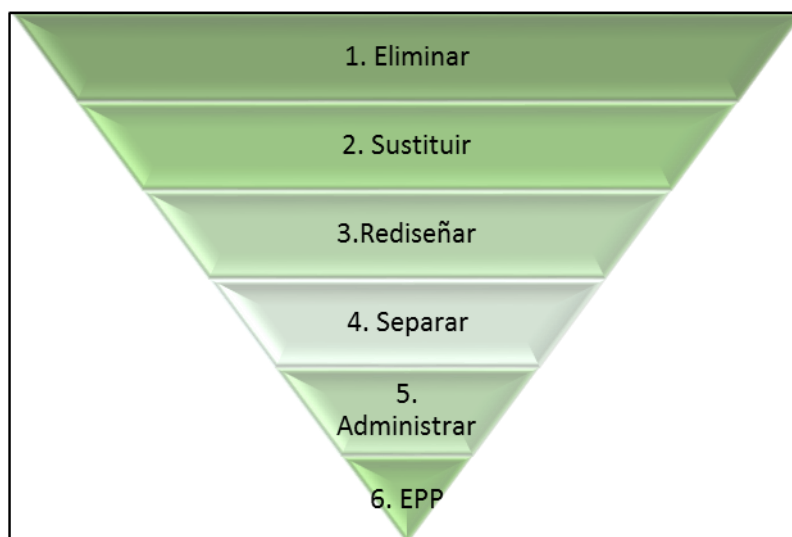 1. Eliminar
2. Sustituir
3.Rediseñar
4. Separar
5.
Administrar
6. EPP